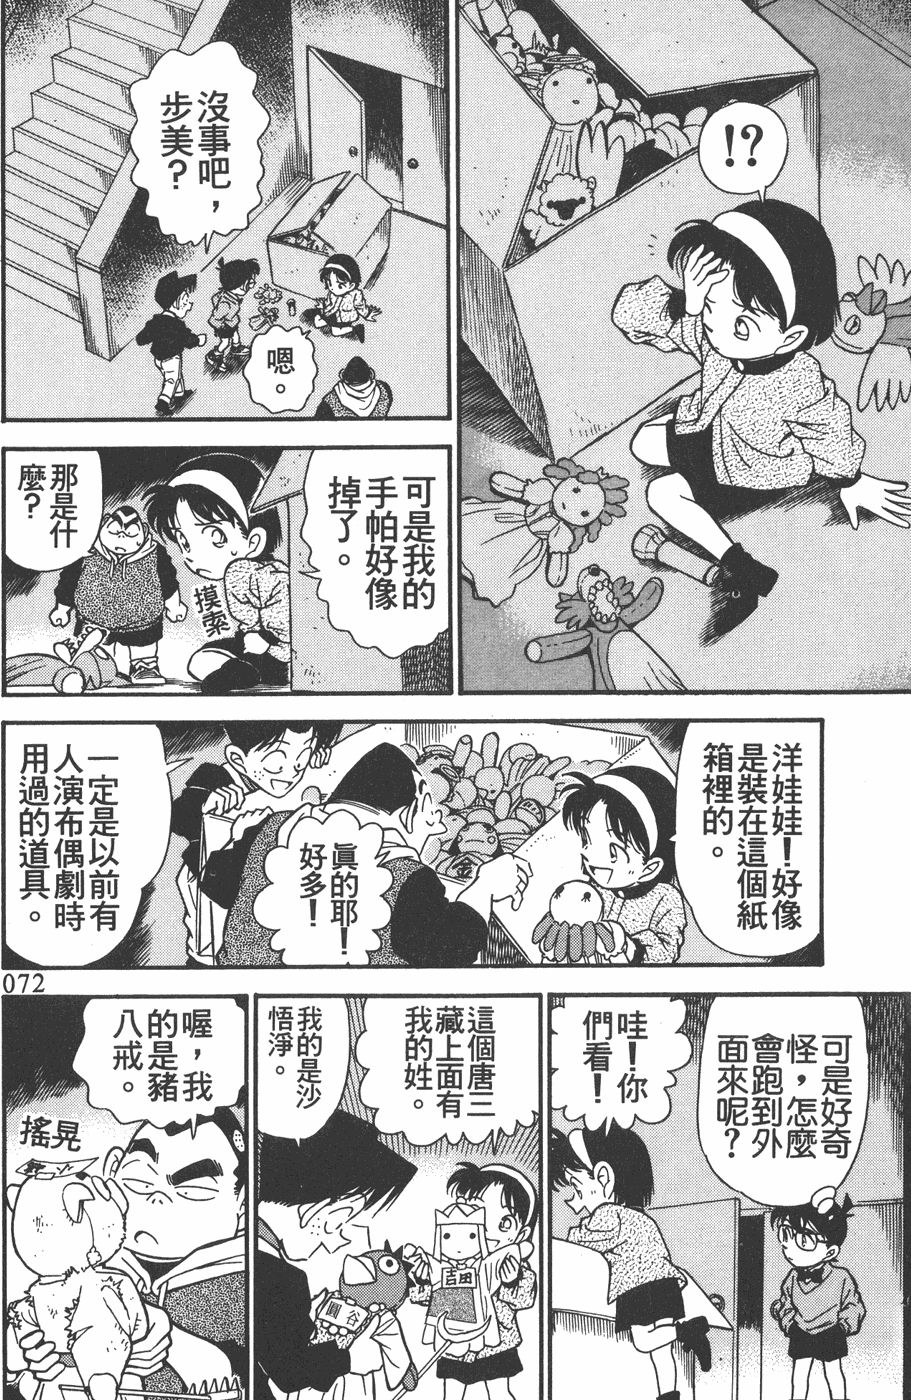 !?
沒事吧，
步美？
嗯。
可是我的
手帕好像
掉了。
摸索
那是什
麼？
洋娃娃！好像
是裝在這個紙
箱裡的。
眞的耶！
好多！
一定是以前有
人演布偶劇時
用過的道具。
072
可是好奇
怪，怎麼
會跑到外
面來呢？
哇！你
們看！
這個唐三
藏上面有
我的姓。
吉田
我的是沙
悟淨。
喔，我
的是豬
八戒。
搖晃